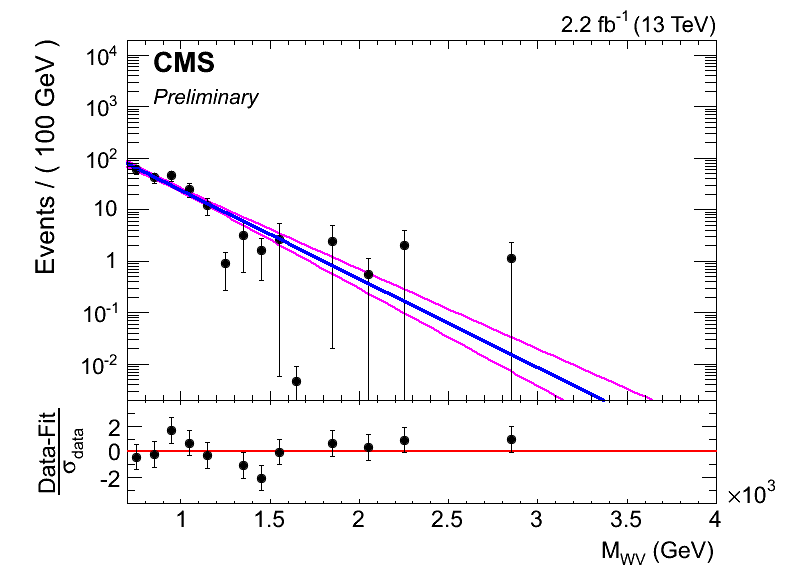 2.2 fb⁻¹ (13 TeV)
CMS
Preliminary
Events / ( 100 GeV )
10⁴
10³
10²
10
1
10⁻¹
10⁻²
Data-Fit
σdata
2
0
-2
1
1.5
2
2.5
3
3.5
4
×10³
M_WV (GeV)